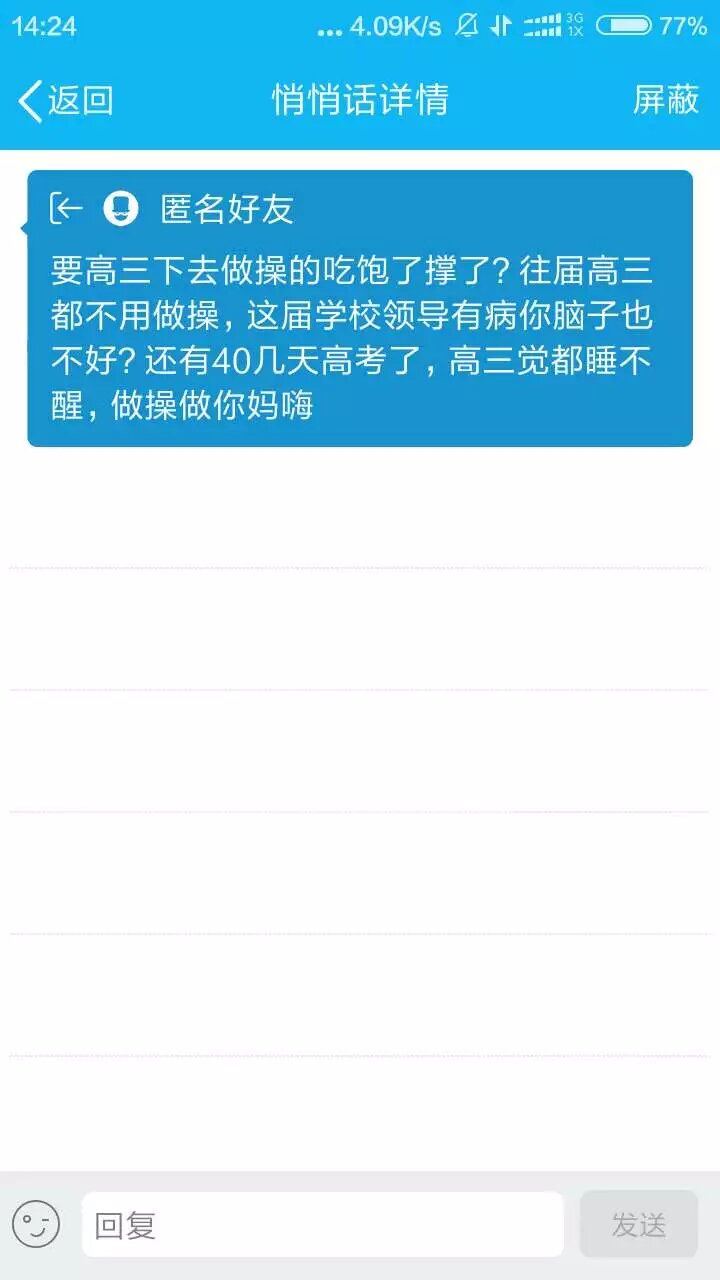 14:24 ... 4.09K/s 3G 1X 77%
返回 悄悄话详情 屏蔽
匿名好友
要高三下去做操的吃饱了撑了? 往届高三
都不用做操, 这届学校领导有病你脑子也
不好? 还有40几天高考了, 高三觉都睡不
醒, 做操做你妈嗨
回复 发送